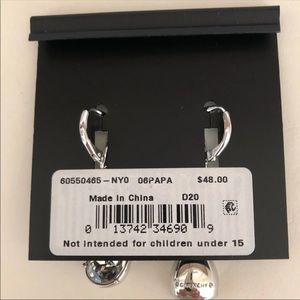 60550465-NY0 06PAPA $48.00
Made in China D20
0 13742 34690 9
Not intended for children under 15
GIVENCHY